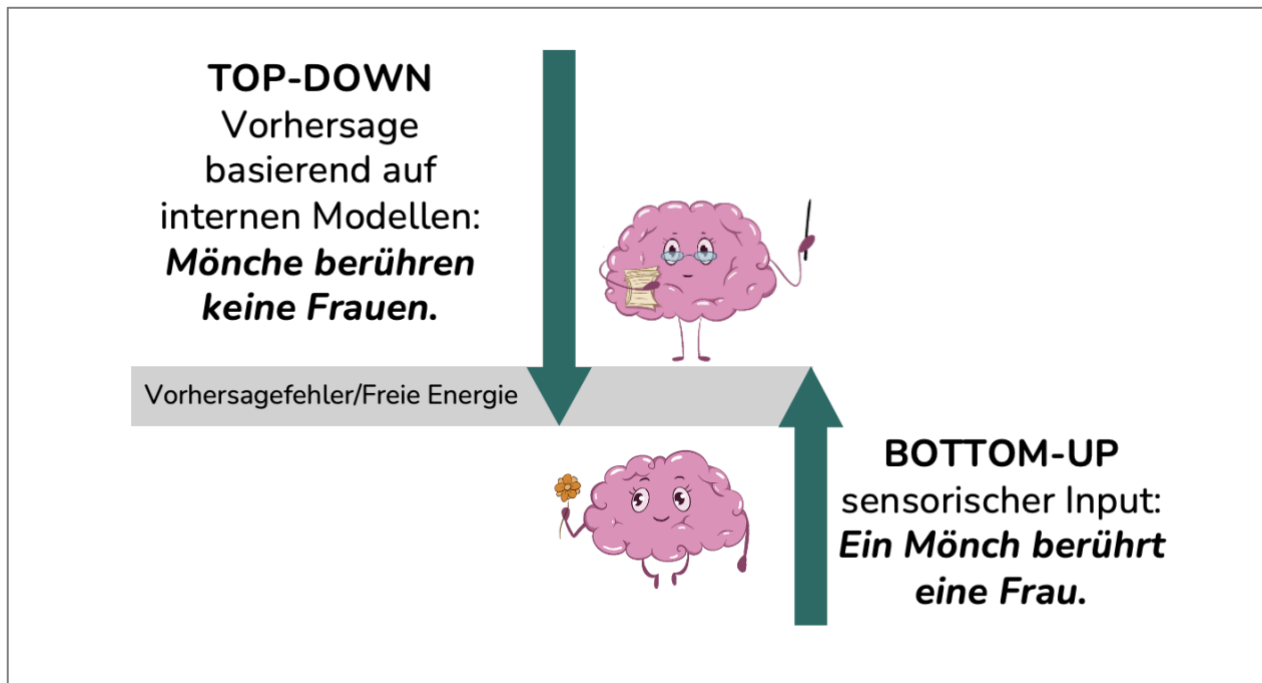 TOP-DOWN
Vorhersage
basierend auf
internen Modellen:
Mönche berühren
keine Frauen.
Vorhersagefehler/Freie Energie
BOTTOM-UP
sensorischer Input:
Ein Mönch berührt
eine Frau.